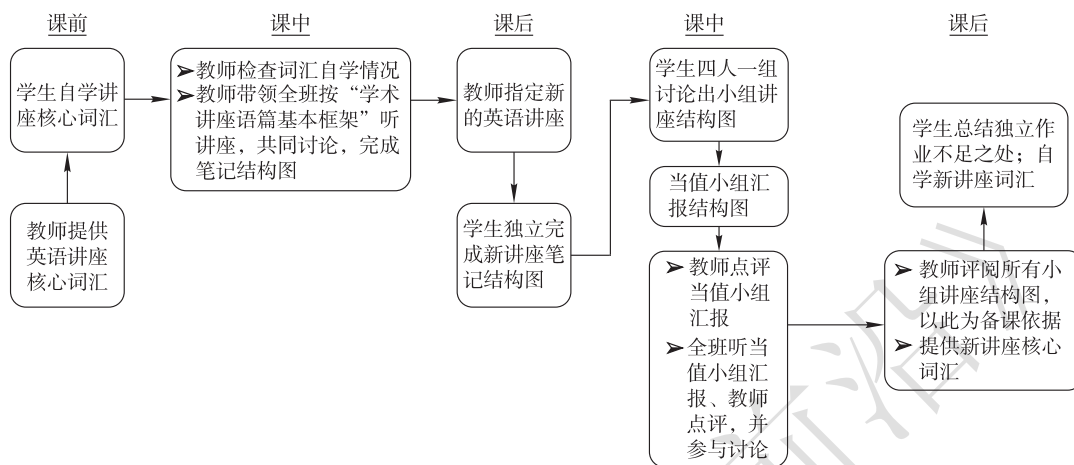 课前
课中
课后
课中
课后
学生自学讲
座核心词汇
教师提供
英语讲座
核心词汇
➢教师检查词汇自学情况
➢教师带领全班按“学术
讲座语篇基本框架”听
讲座，共同讨论，完成
笔记结构图
教师指定新
的英语讲座
学生独立完
成新讲座笔
记结构图
学生四人一组
讨论出小组讲
座结构图
当值小组汇
报结构图
➢ 教师点评
当值小组
汇报
➢ 全班听当
值小组汇
报、教师
点评，并
参与讨论
学生总结独立作
业不足之处；自
学新讲座词汇
➢ 教师评阅所有小
组讲座结构图，
以此为备课依据
➢ 提供新讲座核心
词汇
前沿》